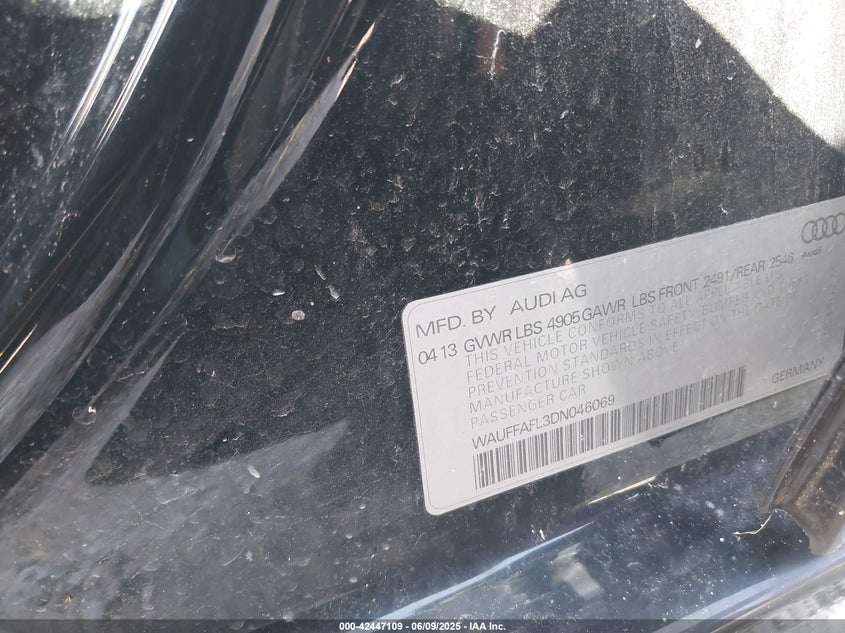 Audi
MFD. BY AUDI AG
04 13 GVWR LBS 4905 GAWR LBS FRONT 2491/REAR 2546
THIS VEHICLE CONFORMS TO ALL APPLICABLE U.S.
FEDERAL MOTOR VEHICLE SAFETY, BUMPER AND THEFT
PREVENTION STANDARDS IN EFFECT ON THE DATE OF
MANUFACTURE SHOWN ABOVE.
PASSENGER CAR
GERMANY
WAUFFAFL3DN046069
000-42447109 - 06/09/2025 - IAA Inc.